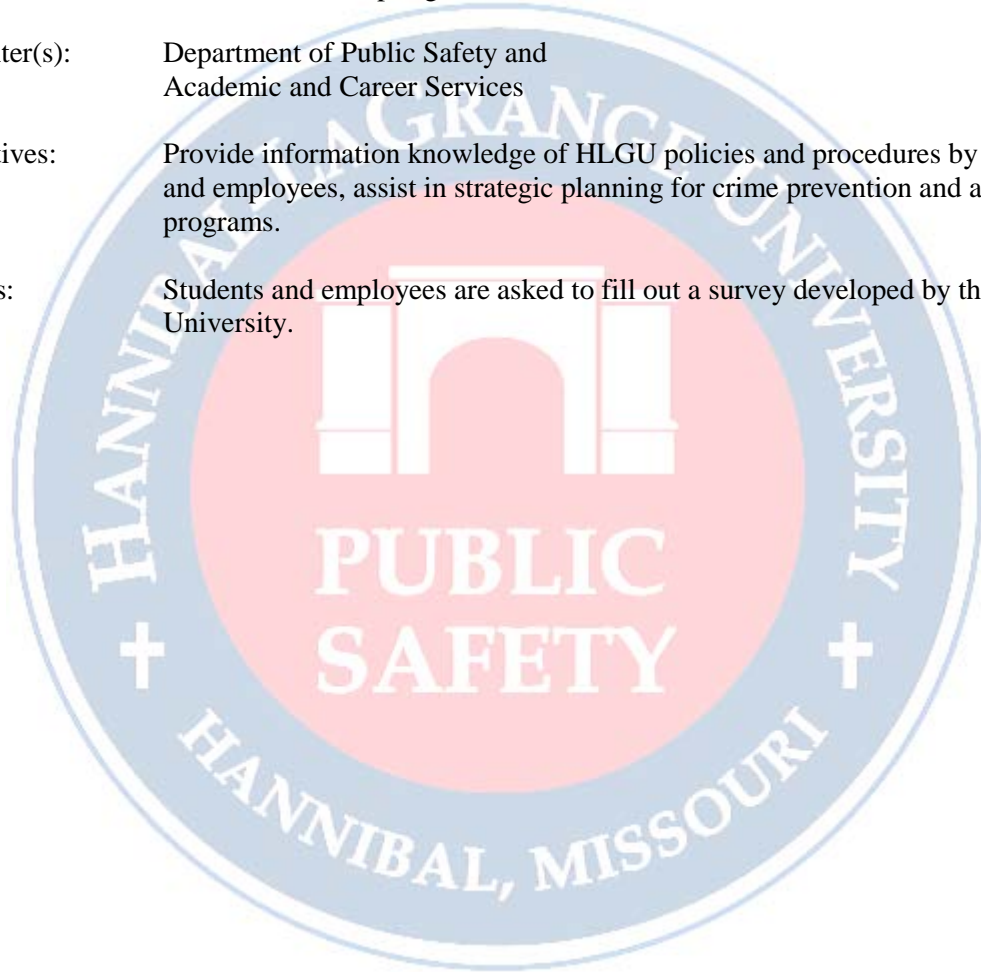 ter(s): Department of Public Safety and
Academic and Career Services
tives: Provide information knowledge of HLGU policies and procedures by
and employees, assist in strategic planning for crime prevention and a
programs.
s: Students and employees are asked to fill out a survey developed by th
University.
HANNIBAL-LAGRANGE UNIVERSITY
PUBLIC
SAFETY
HANNIBAL, MISSOURI